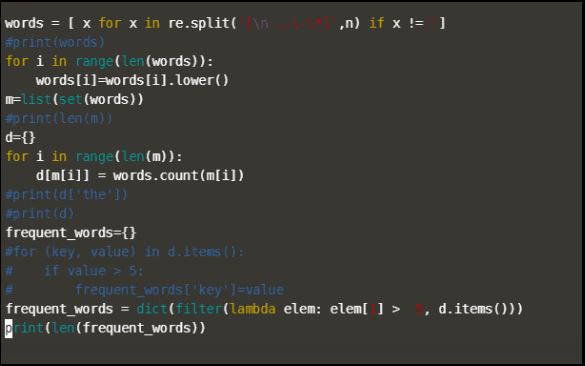 words = [ x for x in re.split( \n ,n) if x != ]
#print(words)
for i in range(len(words)):
    words[i]=words[i].lower()
m=list(set(words))
#print(len(m))
d={}
for i in range(len(m)):
    d[m[i]] = words.count(m[i])
#print(d['the'])
#print(d)
frequent_words={}
#for (key, value) in d.items():
#    if value > 5:
#        frequent_words['key']=value
frequent_words = dict(filter(lambda elem: elem[1] > 5, d.items()))
print(len(frequent_words))